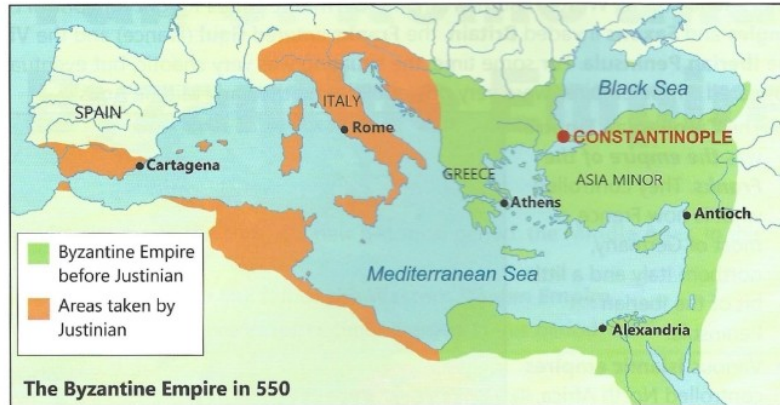 Black Sea
SPAIN
ITALY
Rome
CONSTANTINOPLE
Cartagena
GREECE
ASIA MINOR
Athens
Antioch
Byzantine Empire
before Justinian
Mediterranean Sea
Areas taken by
Justinian
Alexandria
The Byzantine Empire in 550